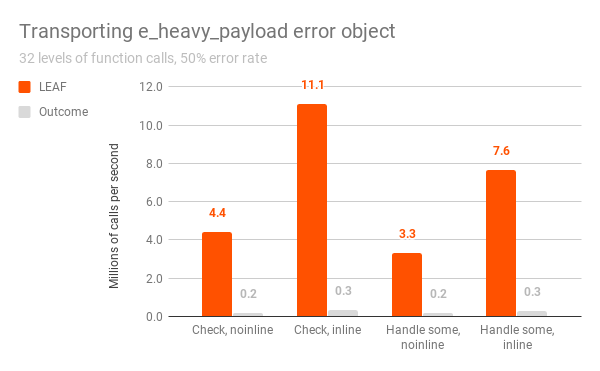 Transporting e_heavy_payload error object
32 levels of function calls, 50% error rate
LEAF
Outcome
Millions of calls per second
12.0
10.0
8.0
6.0
4.0
2.0
0.0
4.4
0.2
11.1
0.3
3.3
0.2
7.6
0.3
Check, noinline
Check, inline
Handle some,
noinline
Handle some,
inline